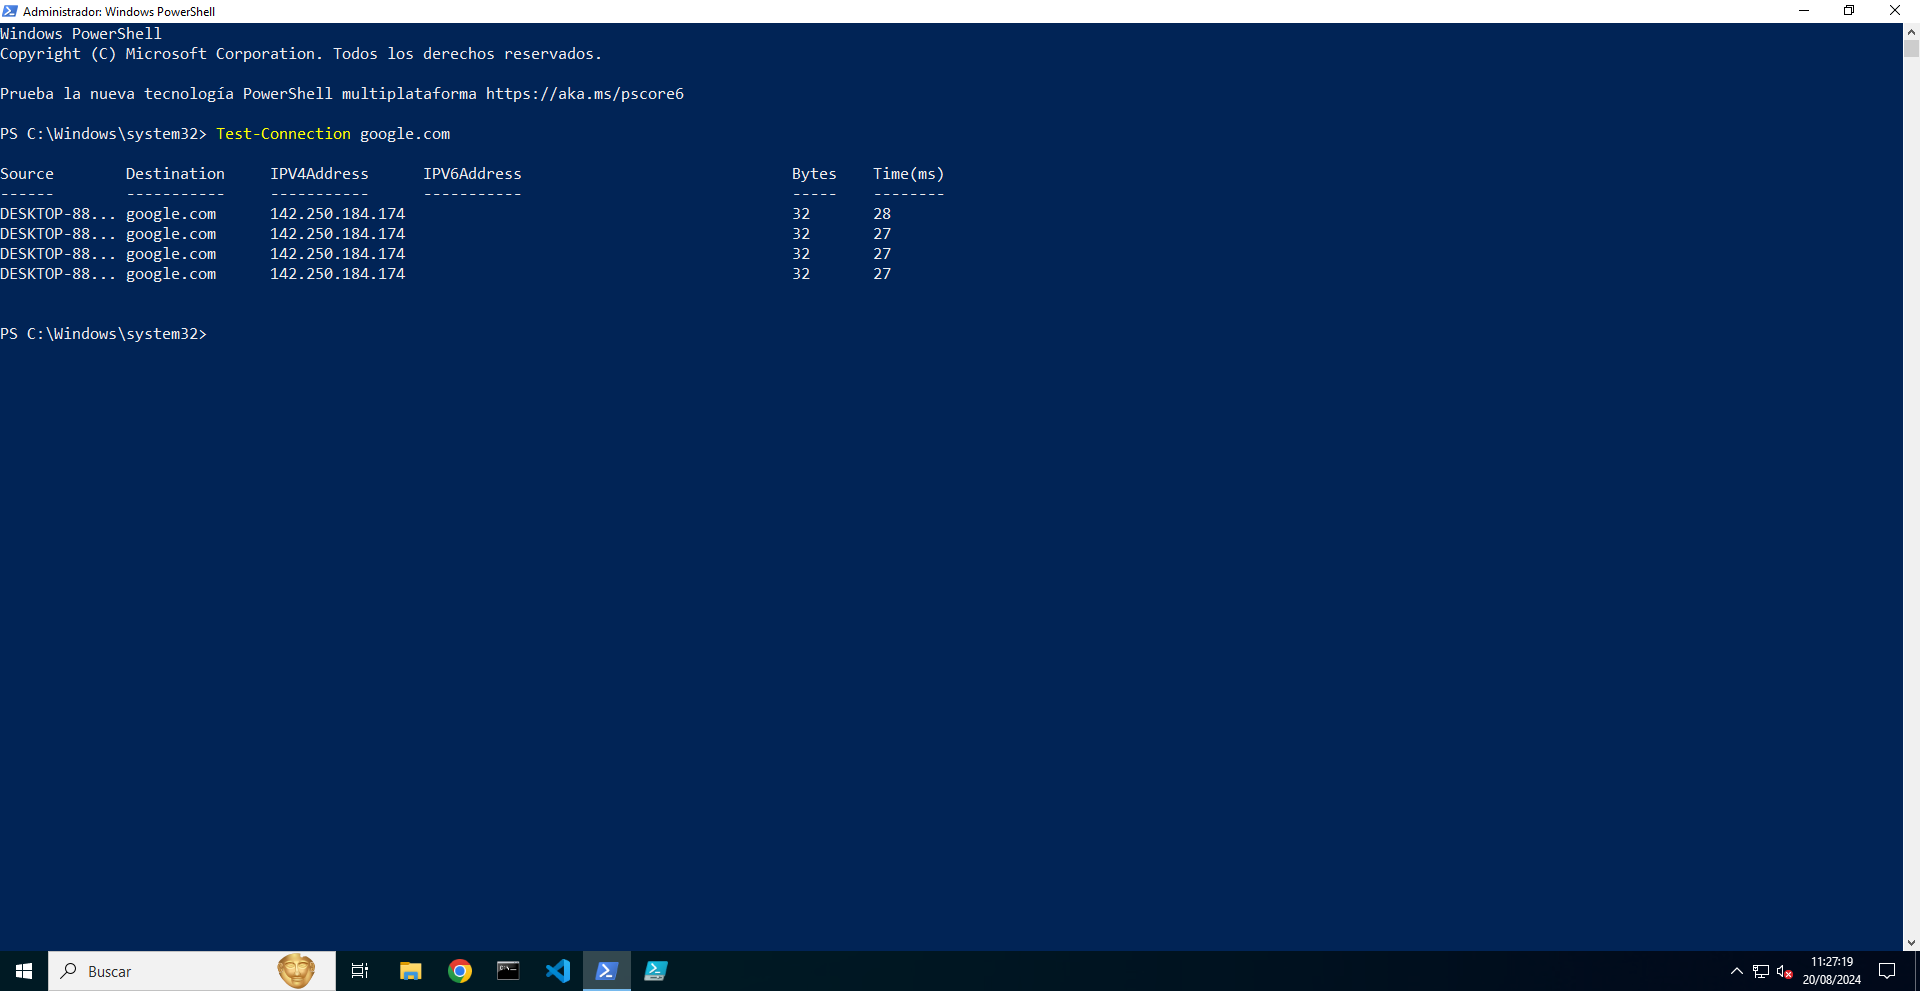 Administrador: Windows PowerShell
Windows PowerShell
Copyright (C) Microsoft Corporation. Todos los derechos reservados.
Prueba la nueva tecnología PowerShell multiplataforma https://aka.ms/pscore6
PS C:\Windows\system32> Test-Connection google.com
Source Destination IPV4Address IPV6Address Bytes Time(ms)
------ ----------- ----------- ----------- ----- --------
DESKTOP-88... google.com 142.250.184.174 32 28
DESKTOP-88... google.com 142.250.184.174 32 27
DESKTOP-88... google.com 142.250.184.174 32 27
DESKTOP-88... google.com 142.250.184.174 32 27
PS C:\Windows\system32>
Buscar
11:27:19
20/08/2024